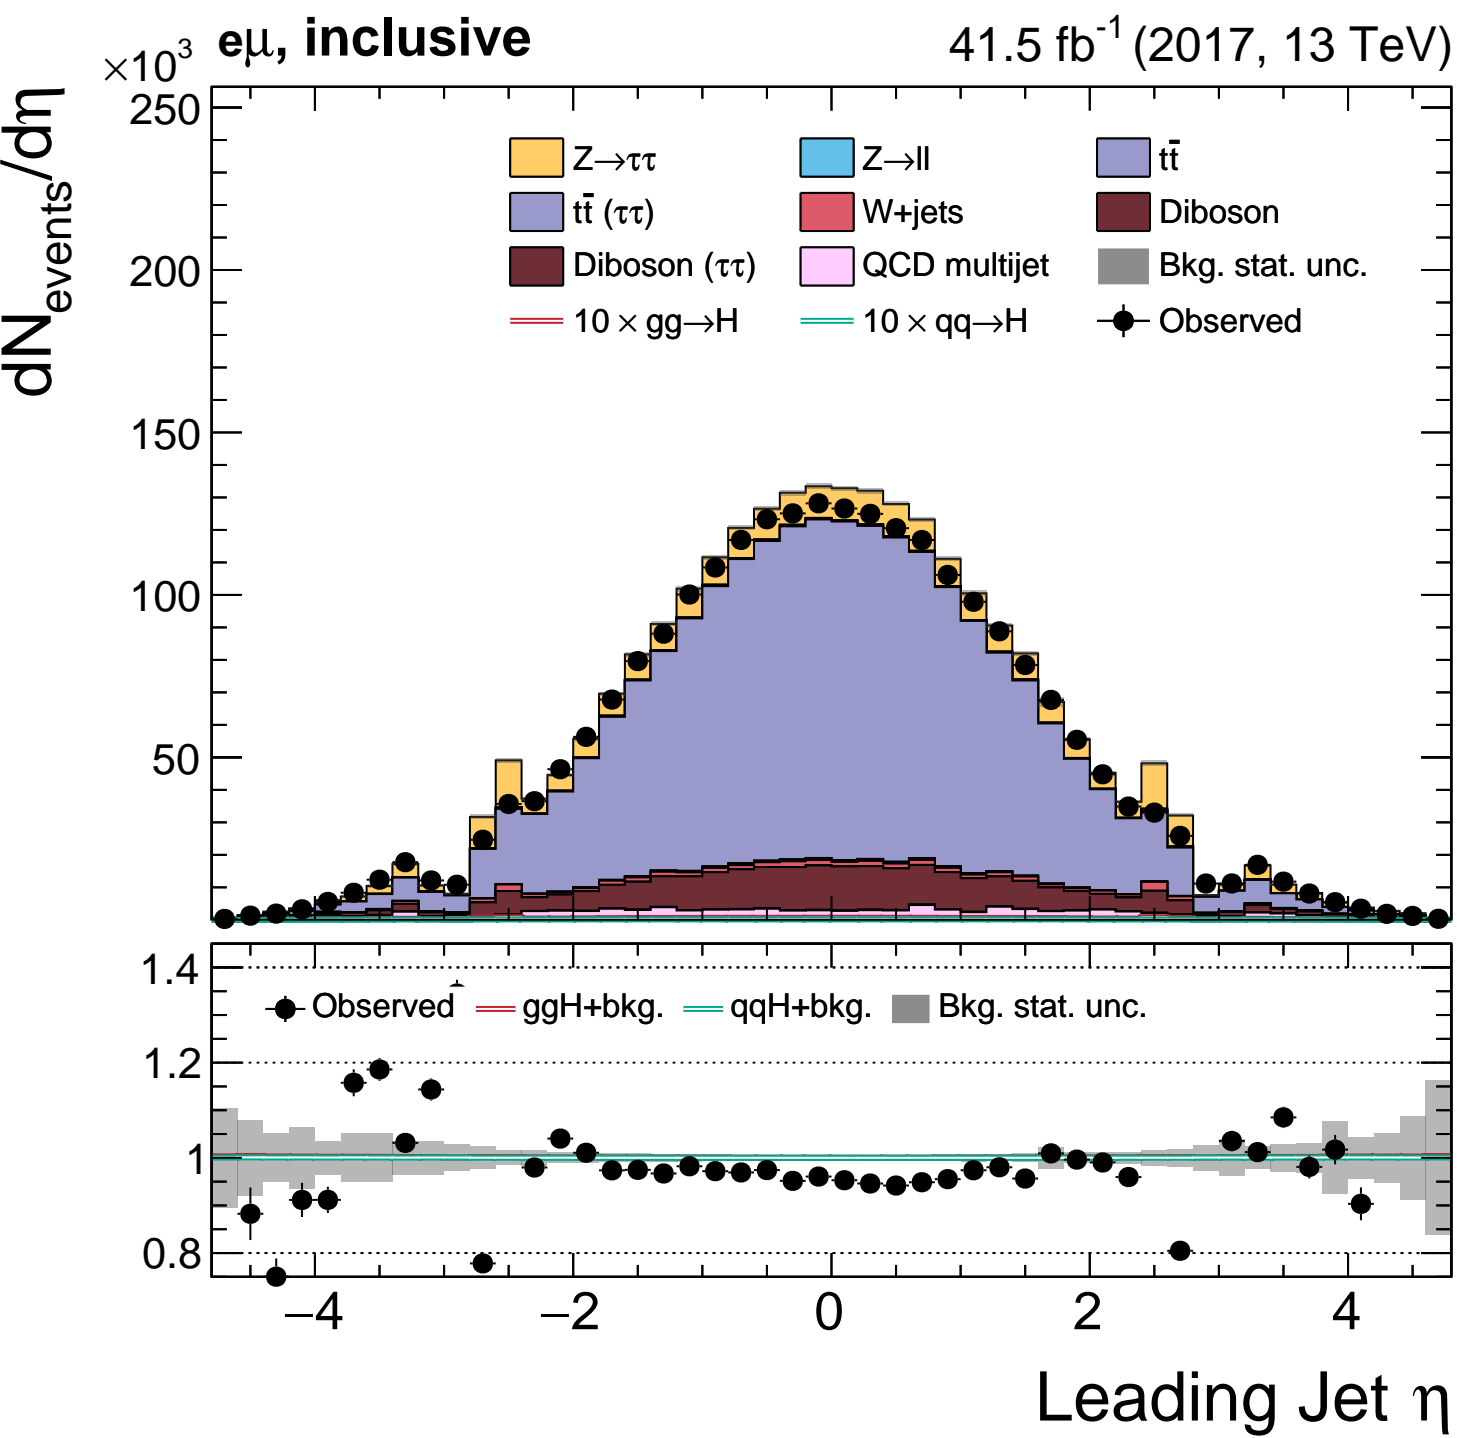 ×10³ eμ, inclusive 41.5 fb⁻¹ (2017, 13 TeV)
dN_events/dη
250
200
150
100
50
Z→ττ Z→ll tt̄
tt̄ (ττ) W+jets Diboson
Diboson (ττ) QCD multijet Bkg. stat. unc.
10 × gg→H 10 × qq→H Observed
1.4
1.2
1
0.8
Observed ggH+bkg. qqH+bkg. Bkg. stat. unc.
−4 −2 0 2 4
Leading Jet η